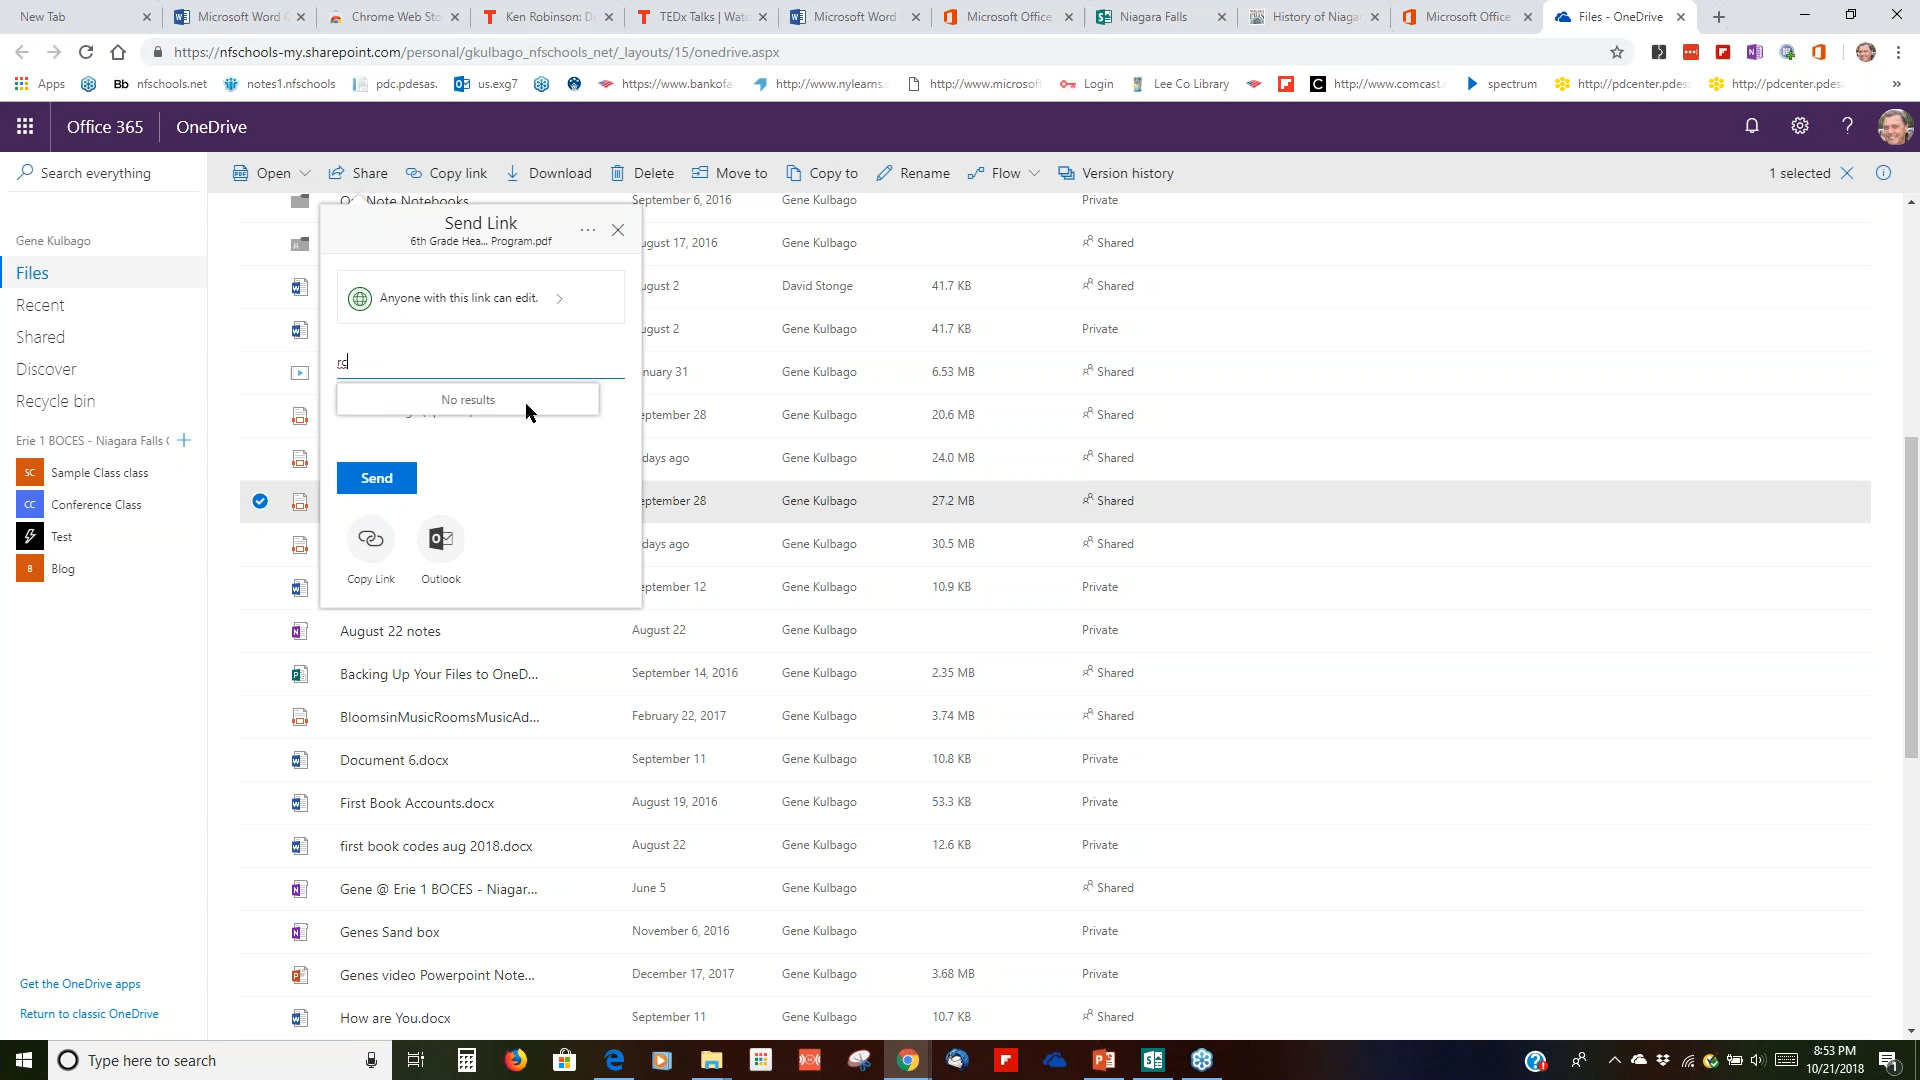 New Tab
Microsoft Word
Chrome Web Sto
Ken Robinson: D
TEDx Talks | Wat
Microsoft Word
Microsoft Office
Niagara Falls
History of Niaga
Microsoft Office
Files - OneDrive
https://nfschools-my.sharepoint.com/personal/gkulbago_nfschools_net/_layouts/15/onedrive.aspx
Apps
Bb nfschools.net
notes1.nfschools
pdc.pdesas.
us.exg7
https://www.bankofa
http://www.nylearns.
http://www.microsoft
Login
Lee Co Library
http://www.comcast.
spectrum
http://pdcenter.pdes
http://pdcenter.pdes
Office 365 OneDrive
Search everything
Open Share Copy link Download Delete Move to Copy to Rename Flow Version history
1 selected
Gene Kulbago
Files
Recent
Shared
Discover
Recycle bin
Erie 1 BOCES - Niagara Falls
SC Sample Class class
CC Conference Class
Test
B Blog
Get the OneDrive apps
Return to classic OneDrive
Send Link
6th Grade Hea... Program.pdf
Anyone with this link can edit.
rc
No results
Send
Copy Link Outlook
Note Notebooks September 6, 2016 Gene Kulbago Private
ugust 17, 2016 Gene Kulbago Shared
ugust 2 David Stonge 41.7 KB Shared
ugust 2 Gene Kulbago 41.7 KB Private
nuary 31 Gene Kulbago 6.53 MB Shared
eptember 28 Gene Kulbago 20.6 MB Shared
days ago Gene Kulbago 24.0 MB Shared
eptember 28 Gene Kulbago 27.2 MB Shared
days ago Gene Kulbago 30.5 MB Shared
eptember 12 Gene Kulbago 10.9 KB Private
August 22 notes August 22 Gene Kulbago Private
Backing Up Your Files to OneD... September 14, 2016 Gene Kulbago 2.35 MB Shared
BloomsinMusicRoomsMusicAd... February 22, 2017 Gene Kulbago 3.74 MB Shared
Document 6.docx September 11 Gene Kulbago 10.8 KB Private
First Book Accounts.docx August 19, 2016 Gene Kulbago 53.3 KB Private
first book codes aug 2018.docx August 22 Gene Kulbago 12.6 KB Private
Gene @ Erie 1 BOCES - Niagar... June 5 Gene Kulbago Shared
Genes Sand box November 6, 2016 Gene Kulbago Private
Genes video Powerpoint Note... December 17, 2017 Gene Kulbago 3.68 MB Private
How are You.docx September 11 Gene Kulbago 10.7 KB Shared
Type here to search
8:53 PM
10/21/2018